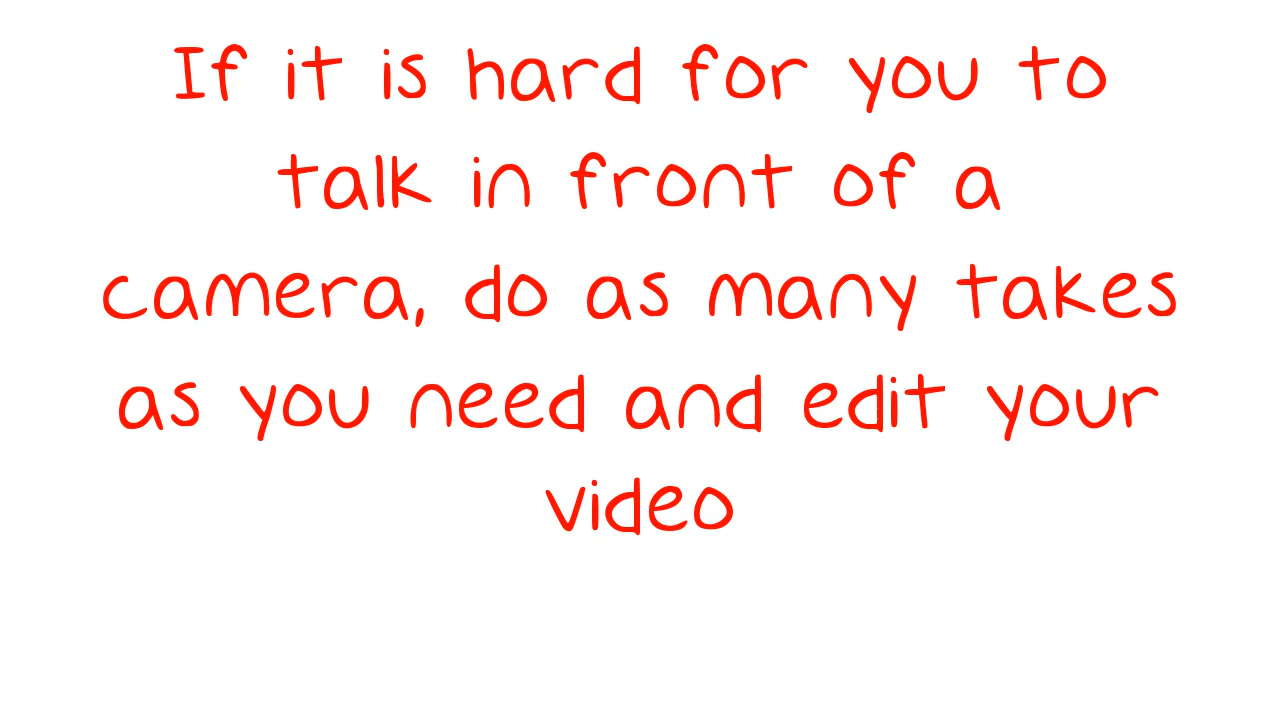 If it is hard for you to
talk in front of a
camera, do as many takes
as you need and edit your
video